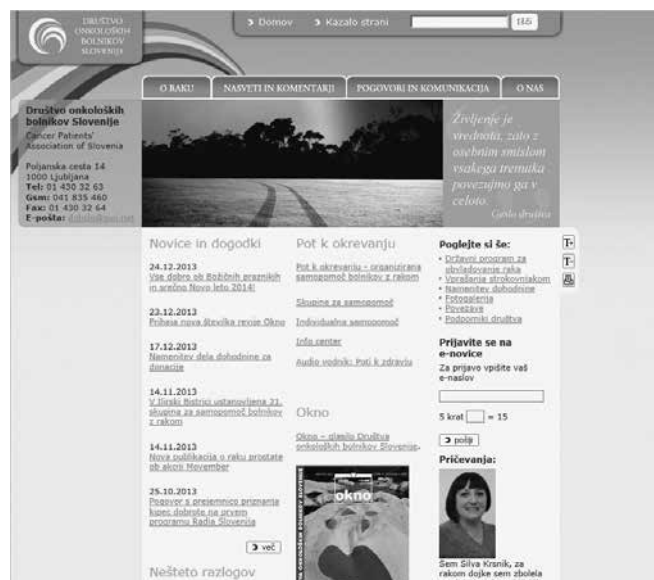 DRUŠTVO
ONKOLOŠKIH
BOLNIKOV
SLOVENIJE
Domov
Kazalo strani
O RAKU
NASVETI IN KOMENTARJI
POGOVORI IN KOMUNIKACIJA
O NAS
Društvo onkoloških
bolnikov Slovenije
Cancer Patients'
Association of Slovenia
Poljanska cesta 14
1000 Ljubljana
Tel: 01 430 32 63
Gsm: 041 835 460
Fax: 01 430 32 64
E-pošta:
Življenje je
vrednota, zato z
osebnim smislom
vsakega trenutka
povezujmo ga v
celoto.
Geslo društva
Novice in dogodki
24.12.2013
Vse dobro ob Božičnih praznikih
in srečno Novo leto 2014!
23.12.2013
Prihaja nova številka revije Okno
17.12.2013
Namenitev dela dohodnine za
donacije
14.11.2013
V Ilirski Bistrici ustanovljena 21.
skupina za samopomoč bolnikov
z rakom
14.11.2013
Nova publikacija o raku prostate
ob akciji Movember
25.10.2013
Pogovor s prejemnico priznanja
kipec dobrote na prvem
programu Radia Slovenija
več
Nešteto razlogov
Pot k okrevanju
Pot k okrevanju - organizirana
samopomoč bolnikov z rakom
Skupine za samopomoč
Individualna samopomoč
Info center
Audio vodnik: Poti k zdravju
Okno
Okno – glasilo Društva
onkoloških bolnikov Slovenije.
okno
Poglejte si še:
Državni program za
obvladovanje raka
Vprašanje strokovnjakom
Namenitev dohodnine
Fotogalerija
Povezave
Podporniki društva
Prijavite se na
e-novice
Za prijavo vpišite vaš
e-naslov
5 krat = 15
pošlji
Pričevanja:
Sem Silva Krsnik, za
rakom dojke sem zbolela
T+
T-